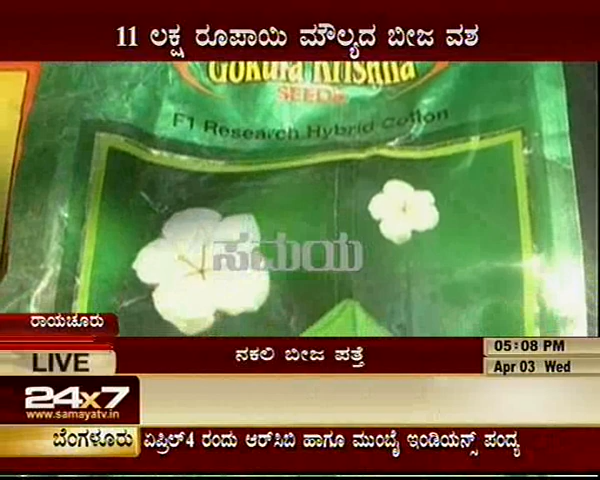 11 ಲಕ್ಷ ರೂಪಾಯಿ ಮೌಲ್ಯದ ಬೀಜ ವಶ
Gokula Krishna
SEEDs
F1 Research Hybrid Cotton
ಸಮಯ
ರಾಯಚೂರು
LIVE
ನಕಲಿ ಬೀಜ ಪತ್ತೆ
05:08 PM
Apr 03 Wed
24x7
www.samayatv.in
ಬೆಂಗಳೂರು ಏಪ್ರಿಲ್4 ರಂದು ಆರ್‌ಸಿಬಿ ಹಾಗೂ ಮುಂಬೈ ಇಂಡಿಯನ್ಸ್ ಪಂದ್ಯ